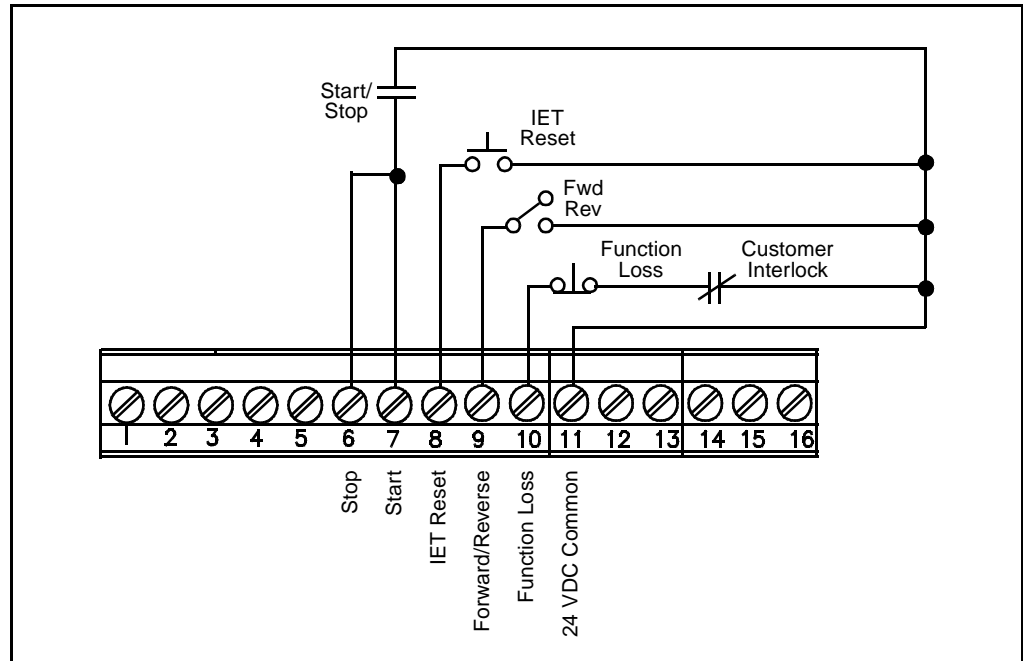 Start/
Stop
IET
Reset
Fwd
Rev
Function
Loss
Customer
Interlock
1 2 3 4 5 6 7 8 9 10 11 12 13 14 15 16
Stop
Start
IET Reset
Forward/Reverse
Function Loss
24 VDC Common